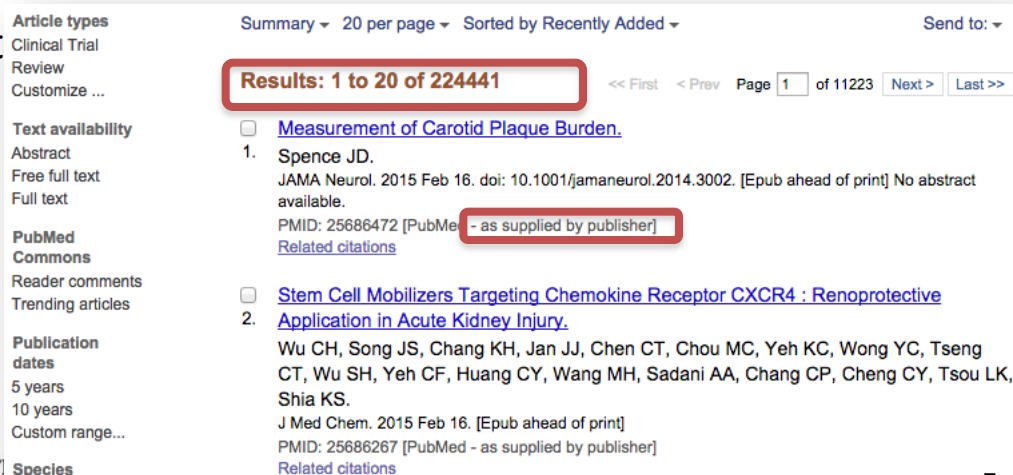 Article types
Clinical Trial
Review
Customize ...
Text availability
Abstract
Free full text
Full text
PubMed
Commons
Reader comments
Trending articles
Publication
dates
5 years
10 years
Custom range...
Species
Summary 20 per page Sorted by Recently Added Send to:
Results: 1 to 20 of 224441 << First < Prev Page 1 of 11223 Next > Last >>
Measurement of Carotid Plaque Burden.
1. Spence JD.
JAMA Neurol. 2015 Feb 16. doi: 10.1001/jamaneurol.2014.3002. [Epub ahead of print] No abstract
available.
PMID: 25686472 [PubMed - as supplied by publisher]
Related citations
Stem Cell Mobilizers Targeting Chemokine Receptor CXCR4 : Renoprotective
2. Application in Acute Kidney Injury.
Wu CH, Song JS, Chang KH, Jan JJ, Chen CT, Chou MC, Yeh KC, Wong YC, Tseng
CT, Wu SH, Yeh CF, Huang CY, Wang MH, Sadani AA, Chang CP, Cheng CY, Tsou LK,
Shia KS.
J Med Chem. 2015 Feb 16. [Epub ahead of print]
PMID: 25686267 [PubMed - as supplied by publisher]
Related citations